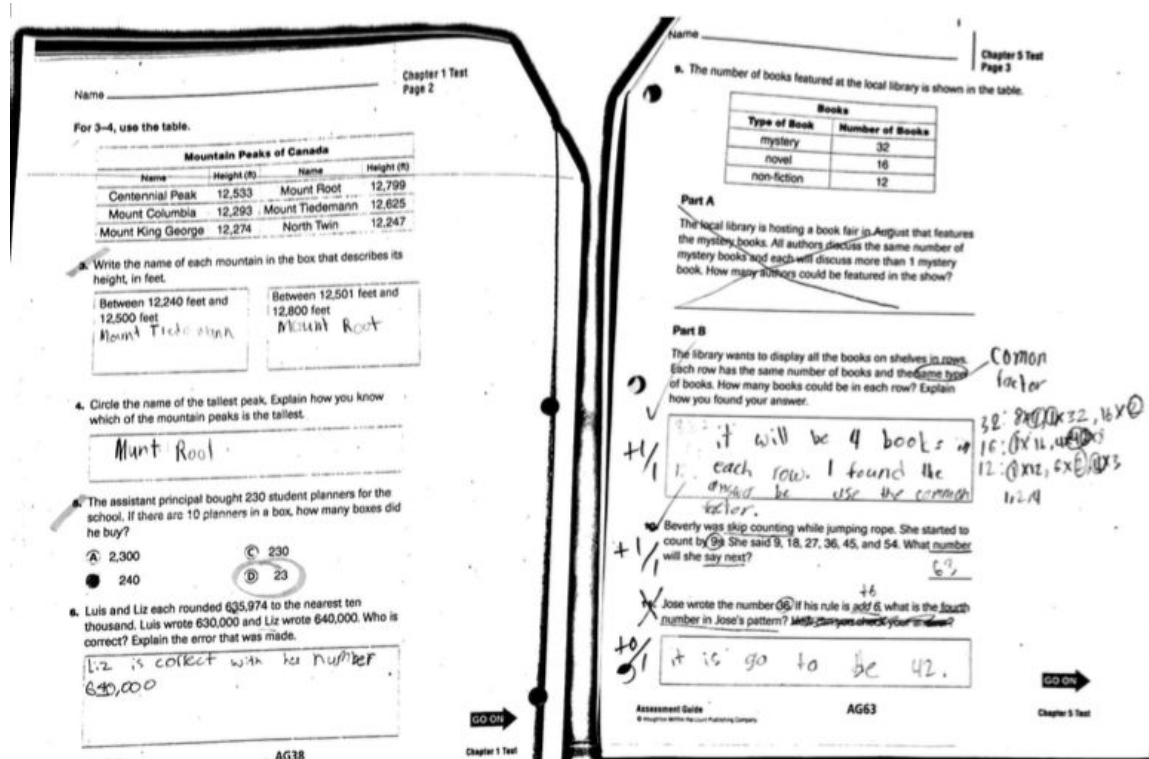 Name
Chapter 1 Test
Page 2
For 3–4, use the table.
Mountain Peaks of Canada
Name Height (ft) Name Height (ft)
Centennial Peak 12,533 Mount Root 12,799
Mount Columbia 12,293 Mount Tiedemann 12,625
Mount King George 12,274 North Twin 12,247
3. Write the name of each mountain in the box that describes its
height, in feet.
Between 12,240 feet and
12,500 feet
Mount
Between 12,501 feet and
12,800 feet
Mount Root
4. Circle the name of the tallest peak. Explain how you know
which of the mountain peaks is the tallest.
Munt Root
5. The assistant principal bought 230 student planners for the
school. If there are 10 planners in a box, how many boxes did
he buy?
A 2,300
C 230
240
D 23
6. Luis and Liz each rounded 635,974 to the nearest ten
thousand. Luis wrote 630,000 and Liz wrote 640,000. Who is
correct? Explain the error that was made.
Liz is correct with her number
640,000
GO ON
AG38
Chapter 1 Test
Name
Chapter 5 Test
Page 3
9. The number of books featured at the local library is shown in the table.
Books
Type of Book Number of Books
mystery 32
novel 16
non-fiction 12
Part A
The local library is hosting a book fair in August that features
the mystery books. All authors discuss the same number of
mystery books and each will discuss more than 1 mystery
book. How many authors could be featured in the show?
Part B
The library wants to display all the books on shelves in rows.
Each row has the same number of books and the same type
of books. How many books could be in each row? Explain
how you found your answer.
comon
factor
it will be 4 books
each row. I found the
be use the common
factor.
+1/1
32: 8x4, 1x32, 16x2
16: 1x16,
12: 1x12, 6x2, 4x3
1,2,4
10. Beverly was skip counting while jumping rope. She started to
count by 9s. She said 9, 18, 27, 36, 45, and 54. What number
will she say next?
+1/1
63
+6
Jose wrote the number 36. If his rule is add 6, what is the fourth
number in Jose's pattern?
+0/1
it is go to be 42.
GO ON
Assessment Guide
© Houghton Mifflin Harcourt Publishing Company
AG63
Chapter 5 Test